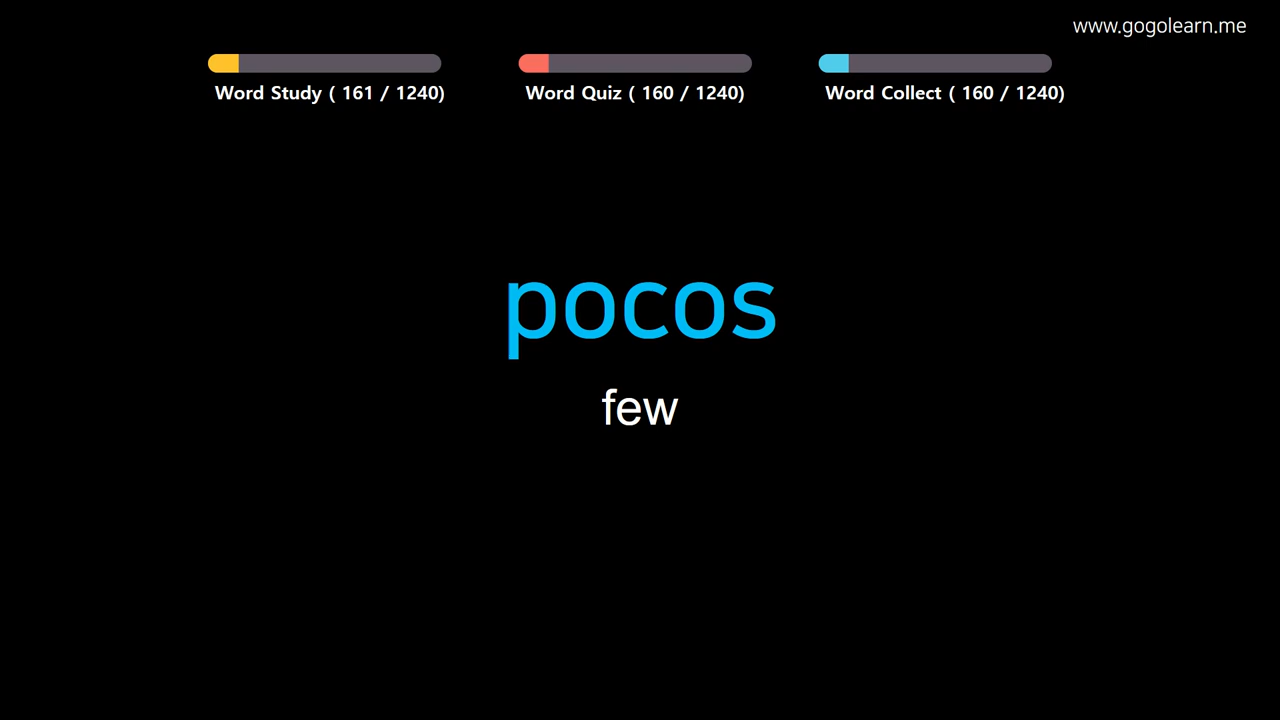 www.gogolearn.me
Word Study ( 161 / 1240)
Word Quiz ( 160 / 1240)
Word Collect ( 160 / 1240)
pocos
few